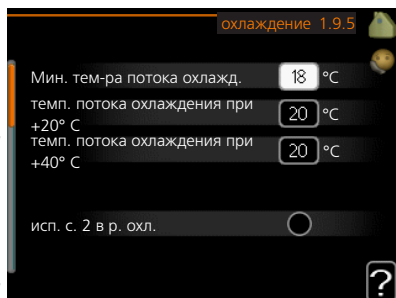 охлаждение 1.9.5
Мин. тем-ра потока охлажд. 18 °C
темп. потока охлаждения при
+20° C 20 °C
темп. потока охлаждения при
+40° C 20 °C
исп. с. 2 в р. охл.
?